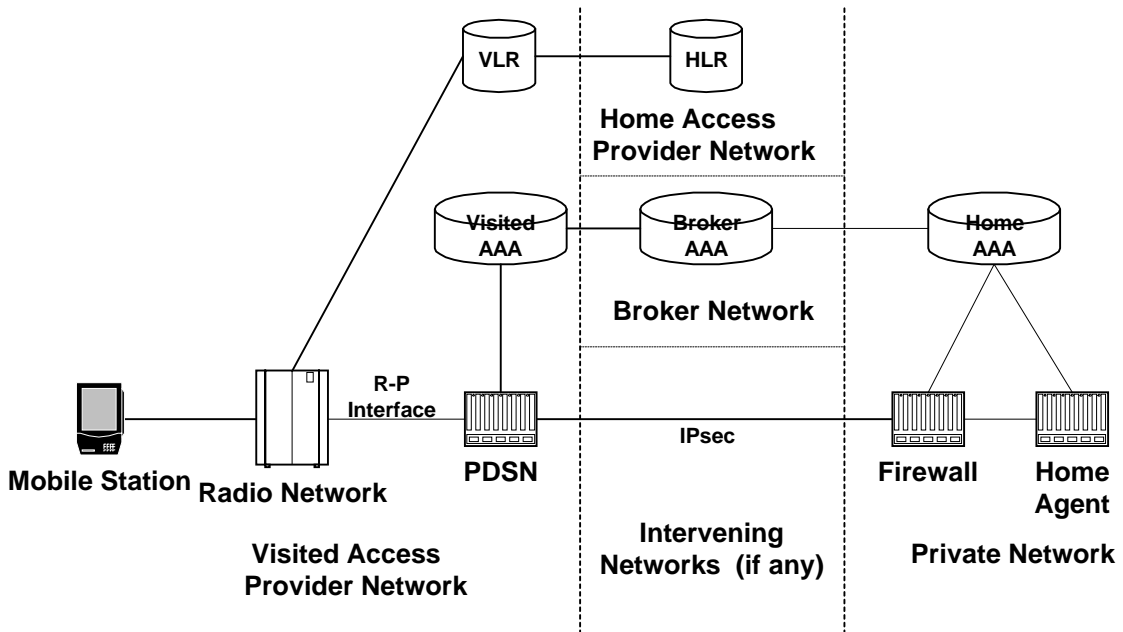 VLR
HLR
Home Access
Provider Network
Visited
AAA
Broker
AAA
Home
AAA
Broker Network
R-P
Interface
IPsec
Mobile Station
Radio Network
PDSN
Firewall
Home
Agent
Visited Access
Provider Network
Intervening
Networks (if any)
Private Network